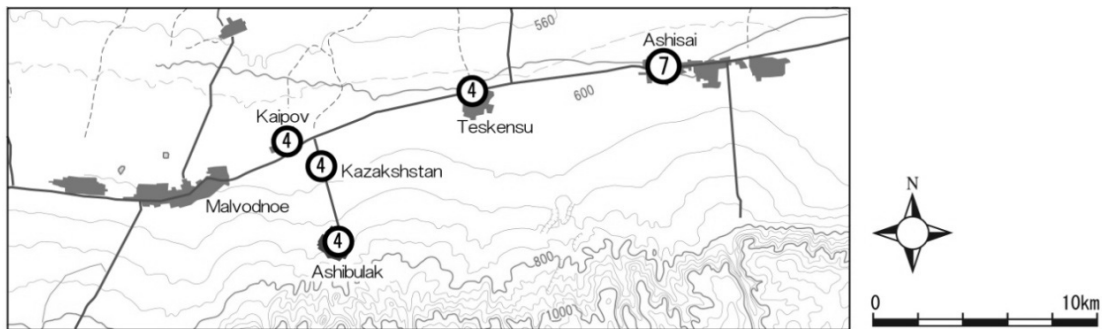 560
Ashisai
7
600
4
Teskensu
Kaipov
4
4
Kazakshstan
Malvodnoe
4
Ashibulak
800
1000
N
0
10km